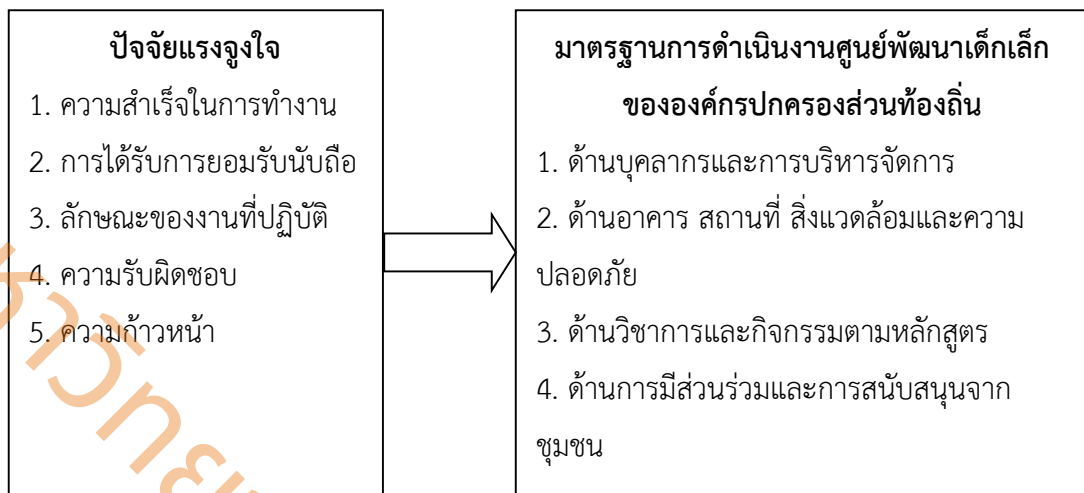 ปัจจัยแรงจูงใจ
1. ความสำเร็จในการทำงาน
2. การได้รับการยอมรับนับถือ
3. ลักษณะของงานที่ปฏิบัติ
4. ความรับผิดชอบ
5. ความก้าวหน้า
มาตรฐานการดำเนินงานศูนย์พัฒนาเด็กเล็ก
ขององค์กรปกครองส่วนท้องถิ่น
1. ด้านบุคลากรและการบริหารจัดการ
2. ด้านอาคาร สถานที่ สิ่งแวดล้อมและความ
ปลอดภัย
3. ด้านวิชาการและกิจกรรมตามหลักสูตร
4. ด้านการมีส่วนร่วมและการสนับสนุนจาก
ชุมชน